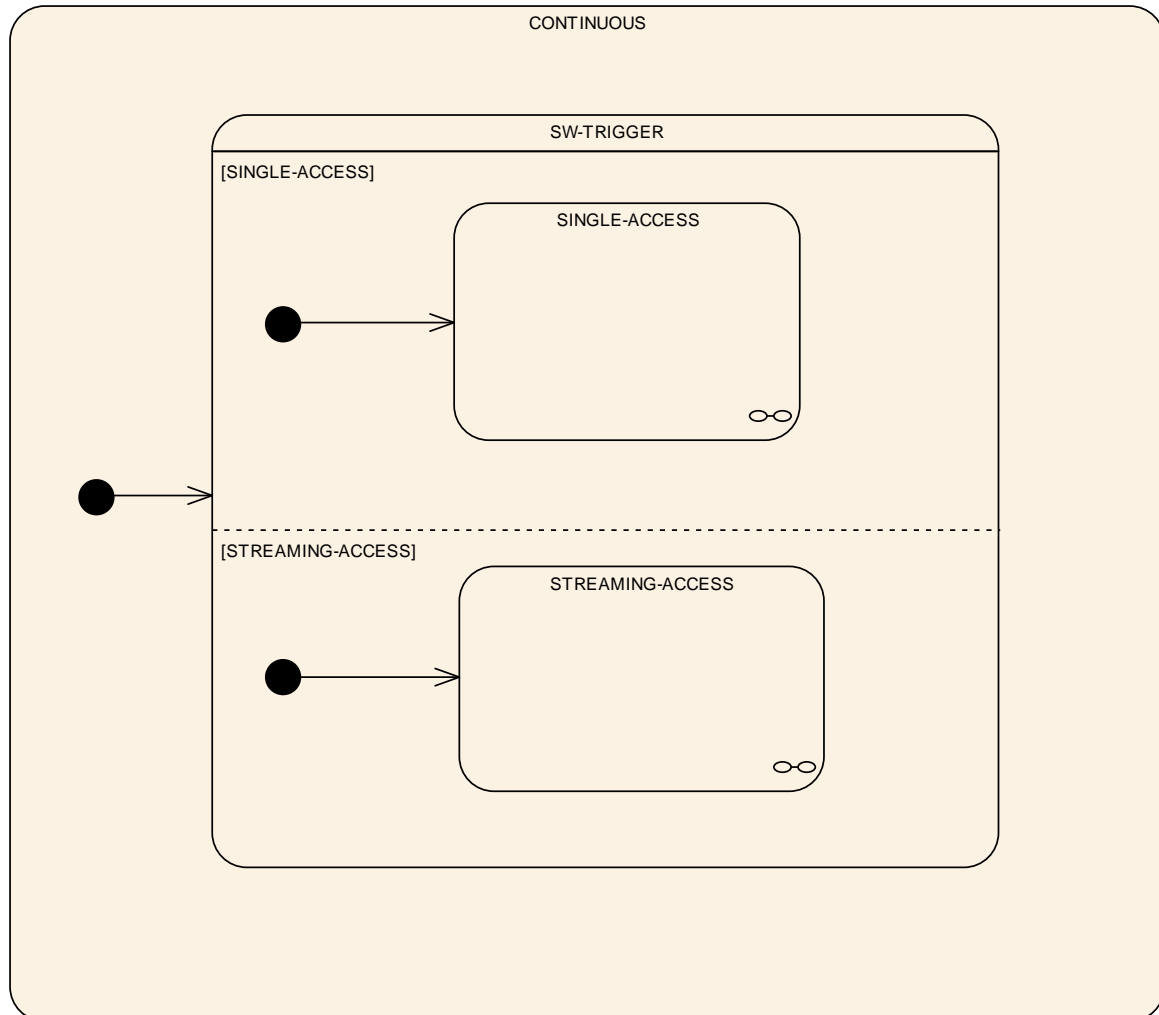 CONTINUOUS
SW-TRIGGER
[SINGLE-ACCESS]
SINGLE-ACCESS
[STREAMING-ACCESS]
STREAMING-ACCESS